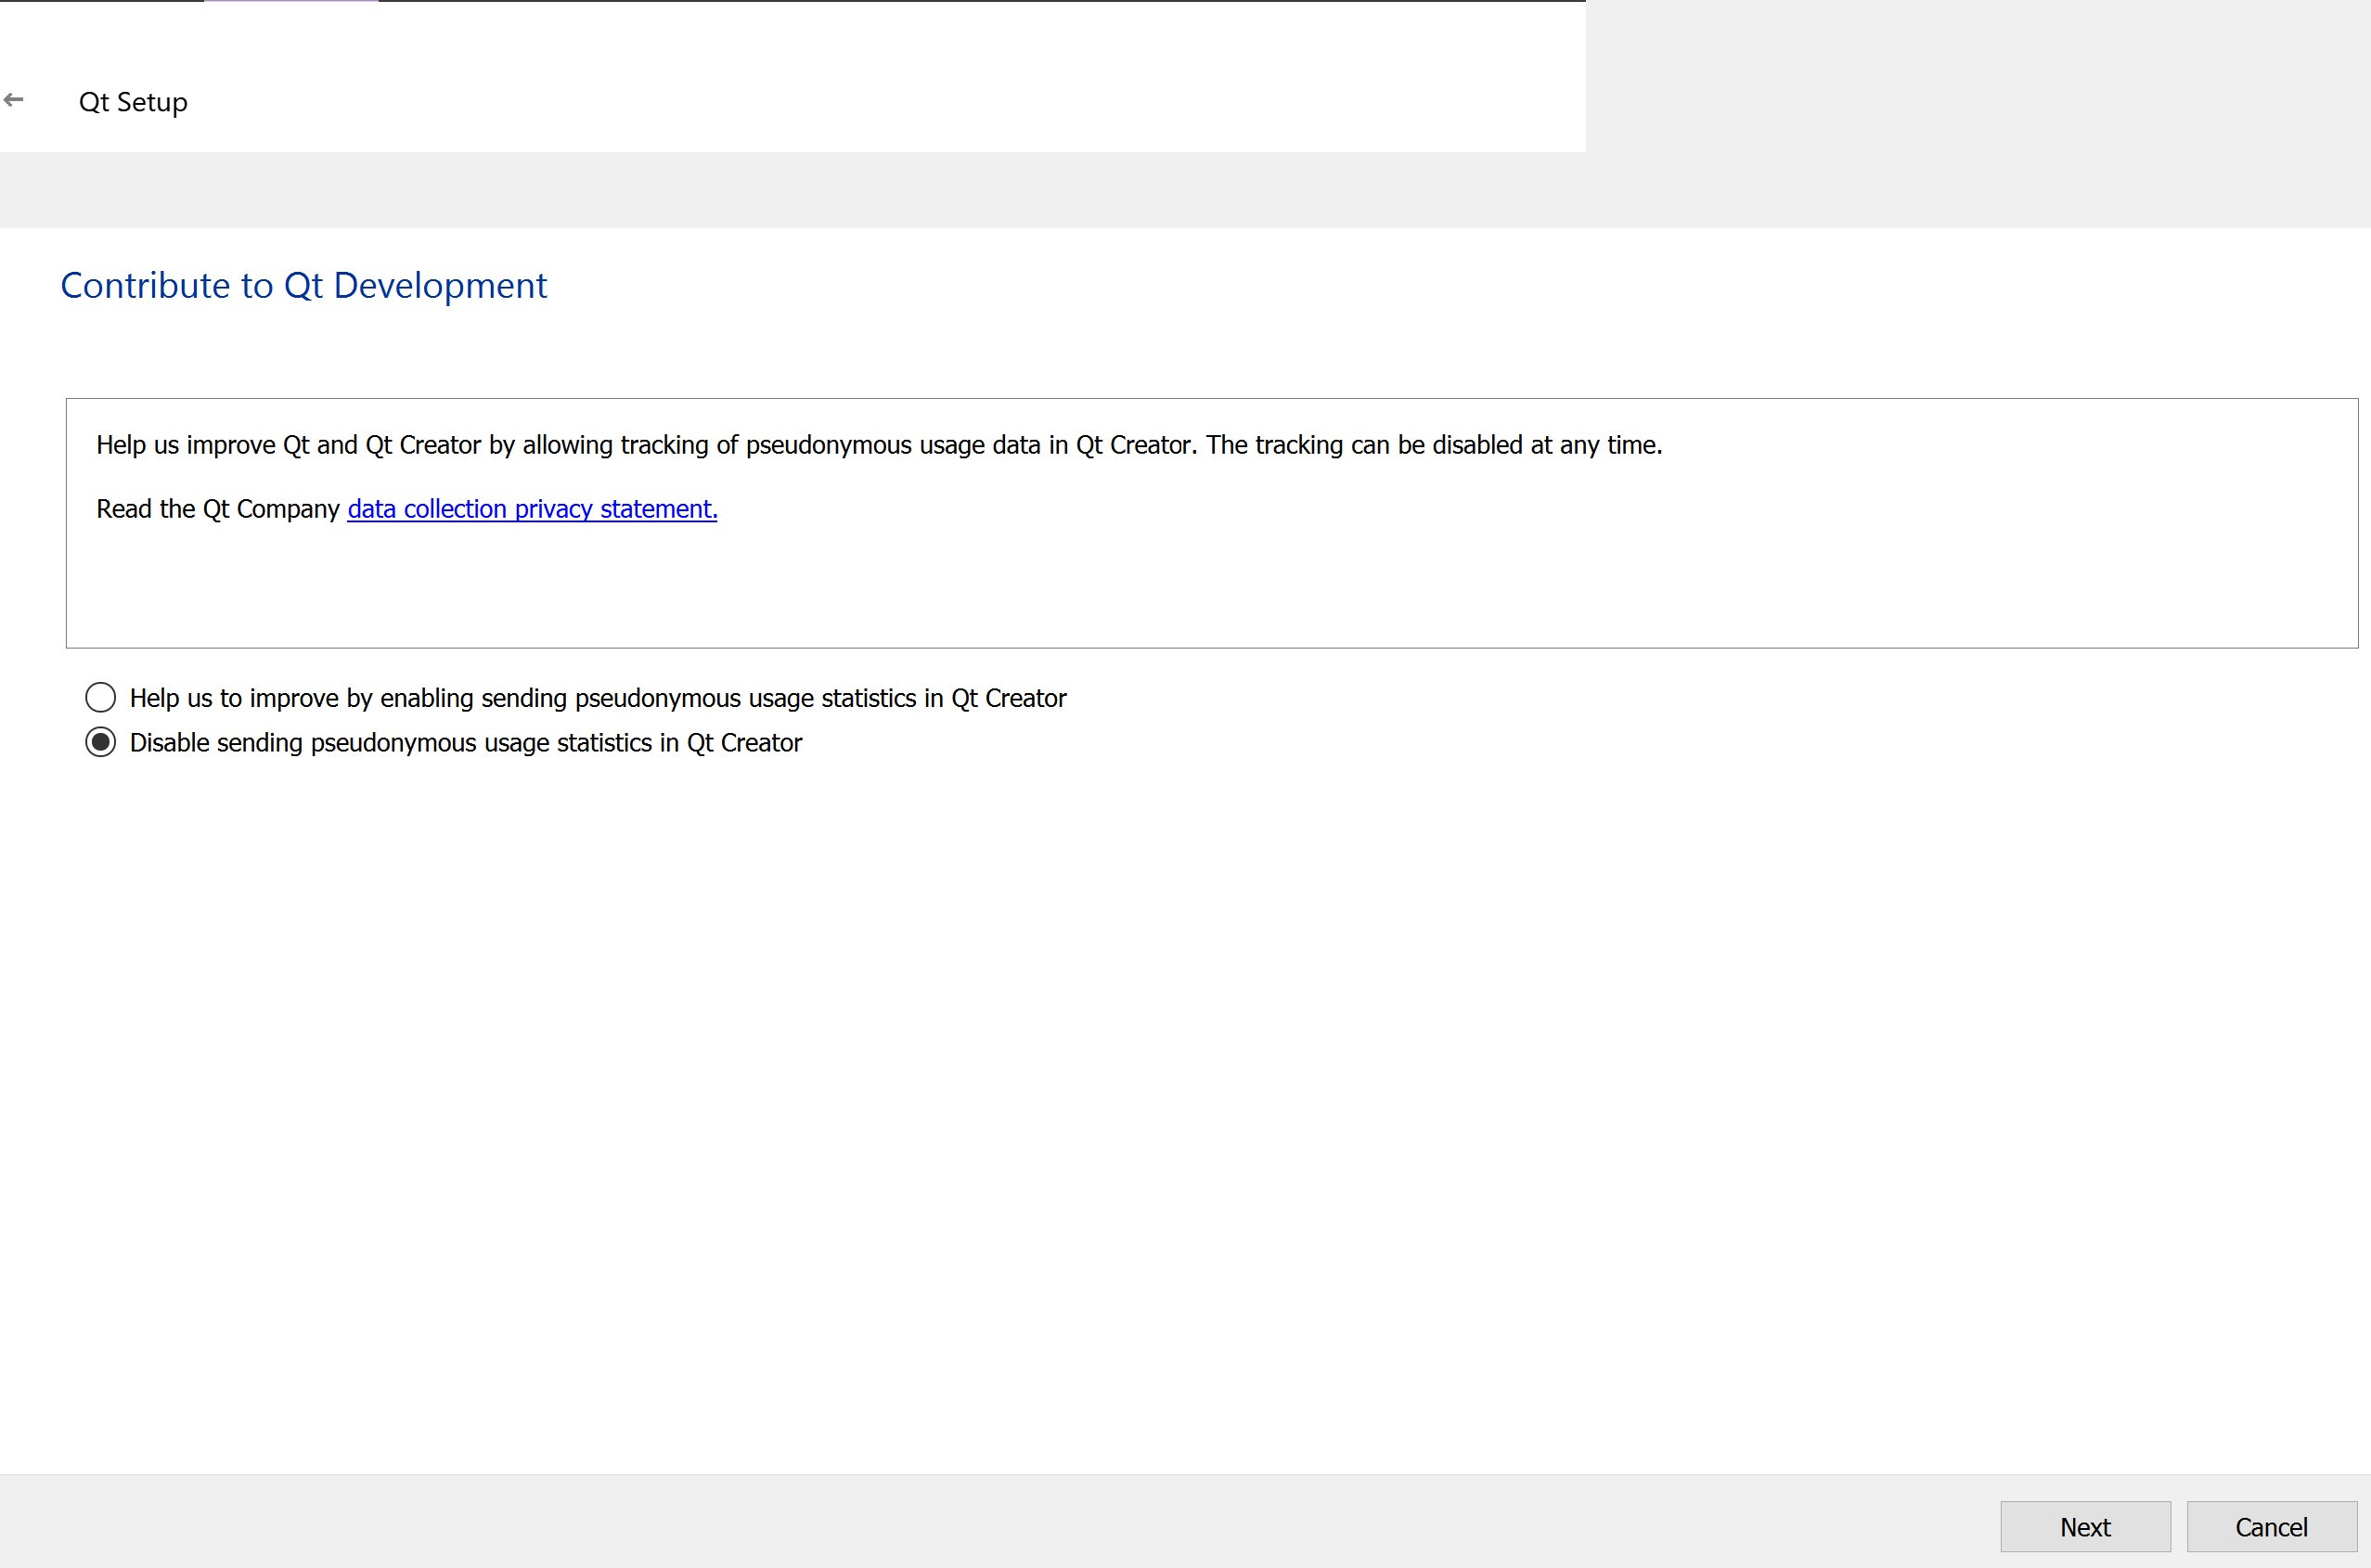 Qt Setup
Contribute to Qt Development
Help us improve Qt and Qt Creator by allowing tracking of pseudonymous usage data in Qt Creator. The tracking can be disabled at any time.
Read the Qt Company data collection privacy statement.
Help us to improve by enabling sending pseudonymous usage statistics in Qt Creator
Disable sending pseudonymous usage statistics in Qt Creator
Next
Cancel